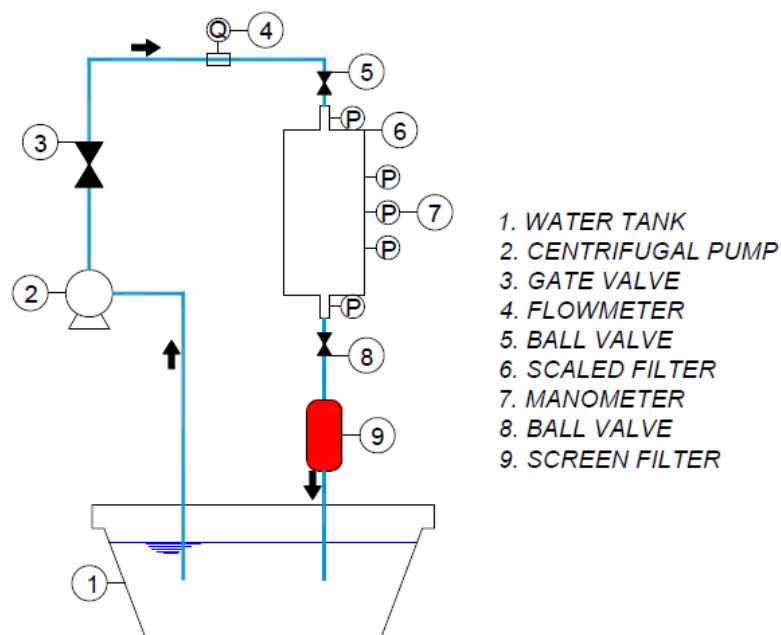 Q
4
5
P
6
3
P
P
7
P
2
P
8
9
1
1. WATER TANK
2. CENTRIFUGAL PUMP
3. GATE VALVE
4. FLOWMETER
5. BALL VALVE
6. SCALED FILTER
7. MANOMETER
8. BALL VALVE
9. SCREEN FILTER